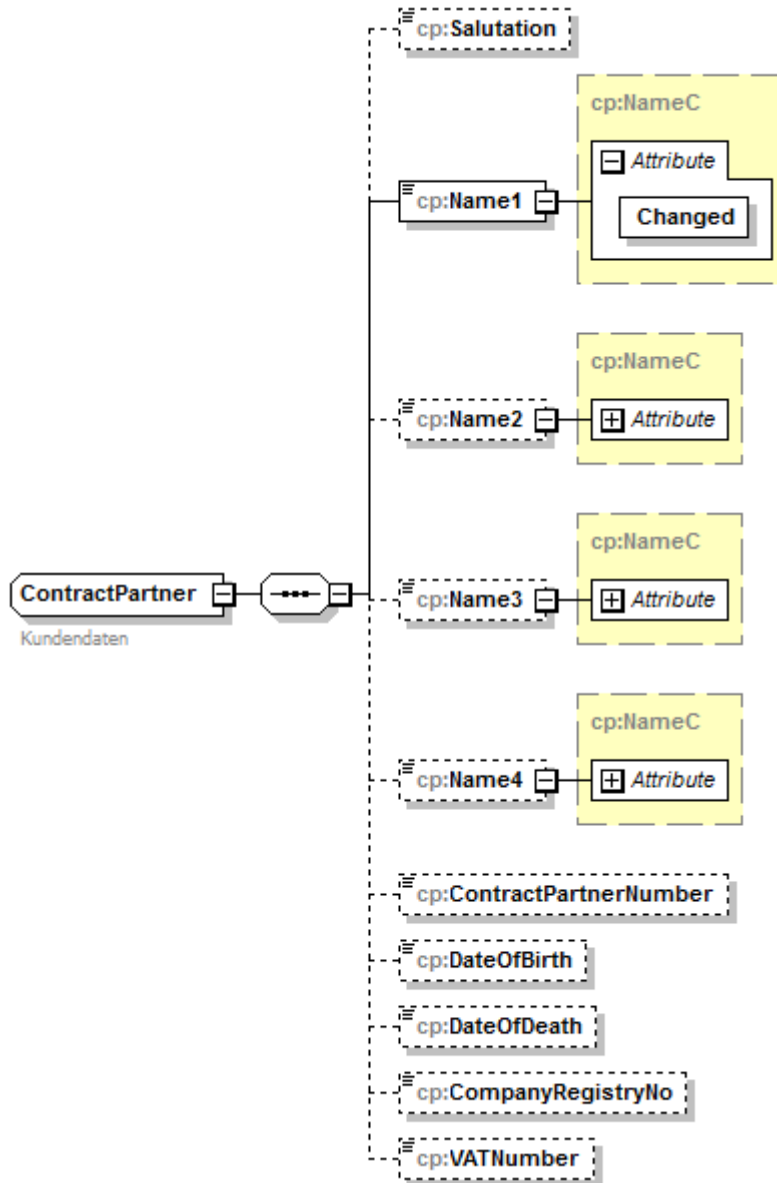 cp:Salutation
cp:NameC
Attribute
cp:Name1
Changed
cp:NameC
cp:Name2
Attribute
cp:NameC
ContractPartner
cp:Name3
Attribute
Kundendaten
cp:NameC
cp:Name4
Attribute
cp:ContractPartnerNumber
cp:DateOfBirth
cp:DateOfDeath
cp:CompanyRegistryNo
cp:VATNumber